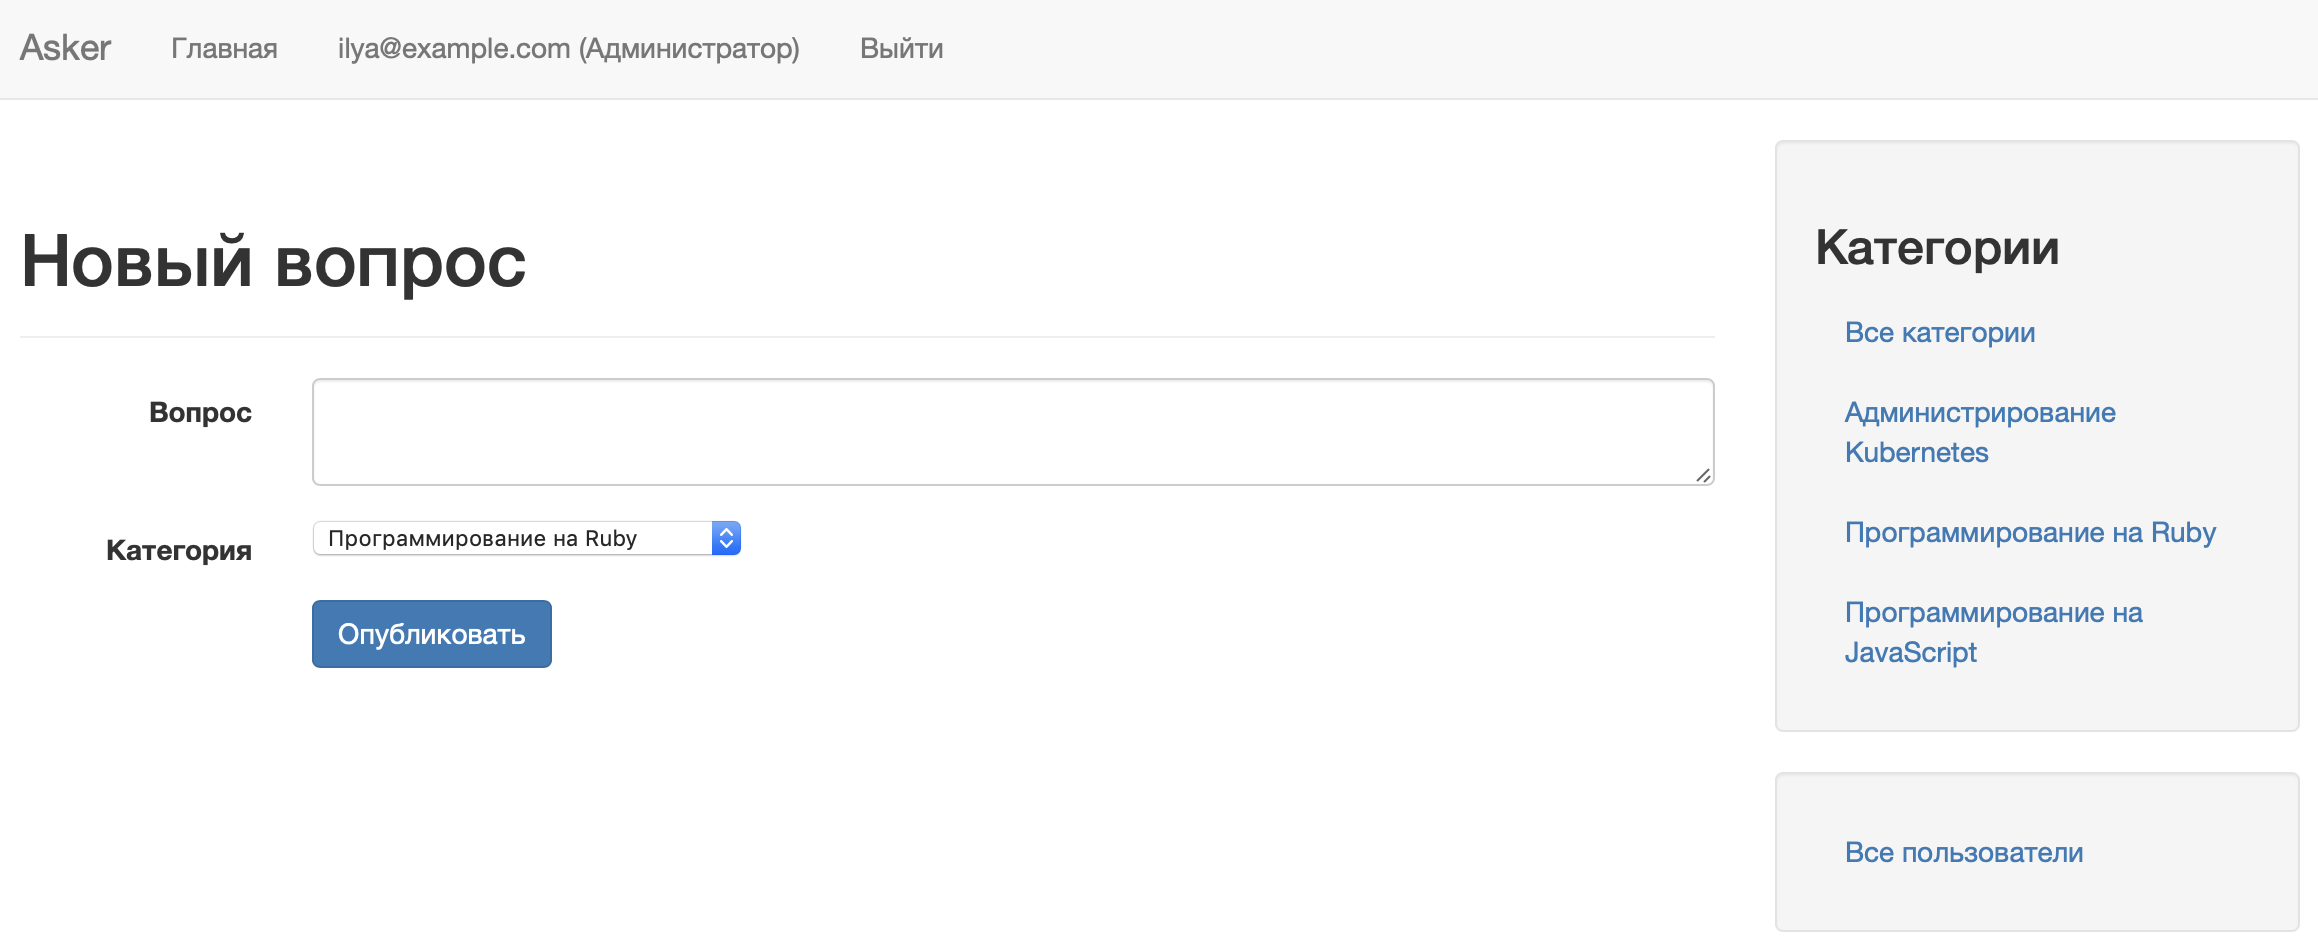 Asker Главная ilya@example.com (Администратор) Выйти
Новый вопрос
Вопрос
Категория Программирование на Ruby
Опубликовать
Категории
Все категории
Администрирование
Kubernetes
Программирование на Ruby
Программирование на
JavaScript
Все пользователи